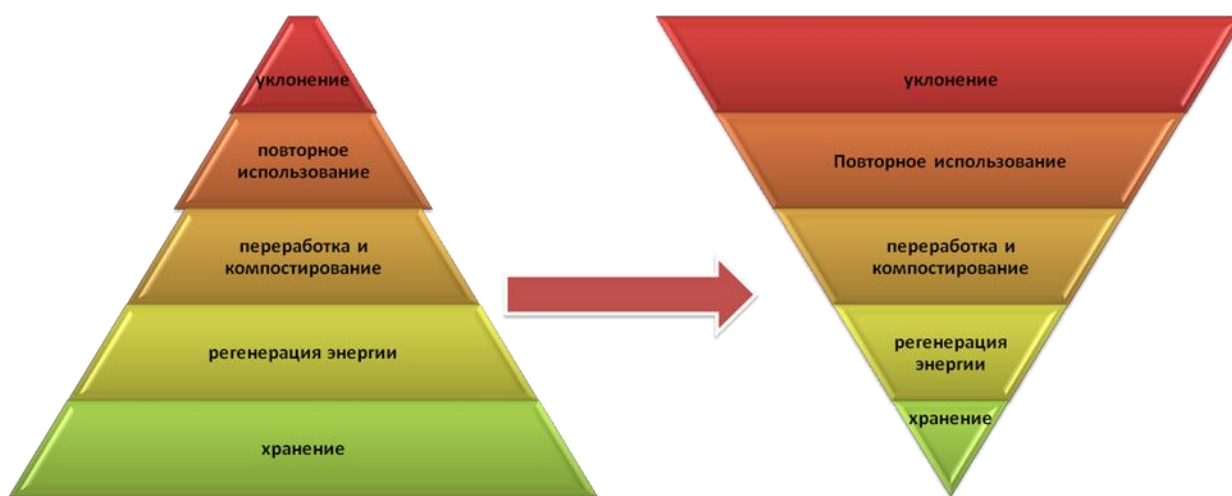 уклонение
повторное
использование
переработка и
компостирование
регенерация энергии
хранение
уклонение
Повторное использование
переработка и
компостирование
регенерация
энергии
хранение